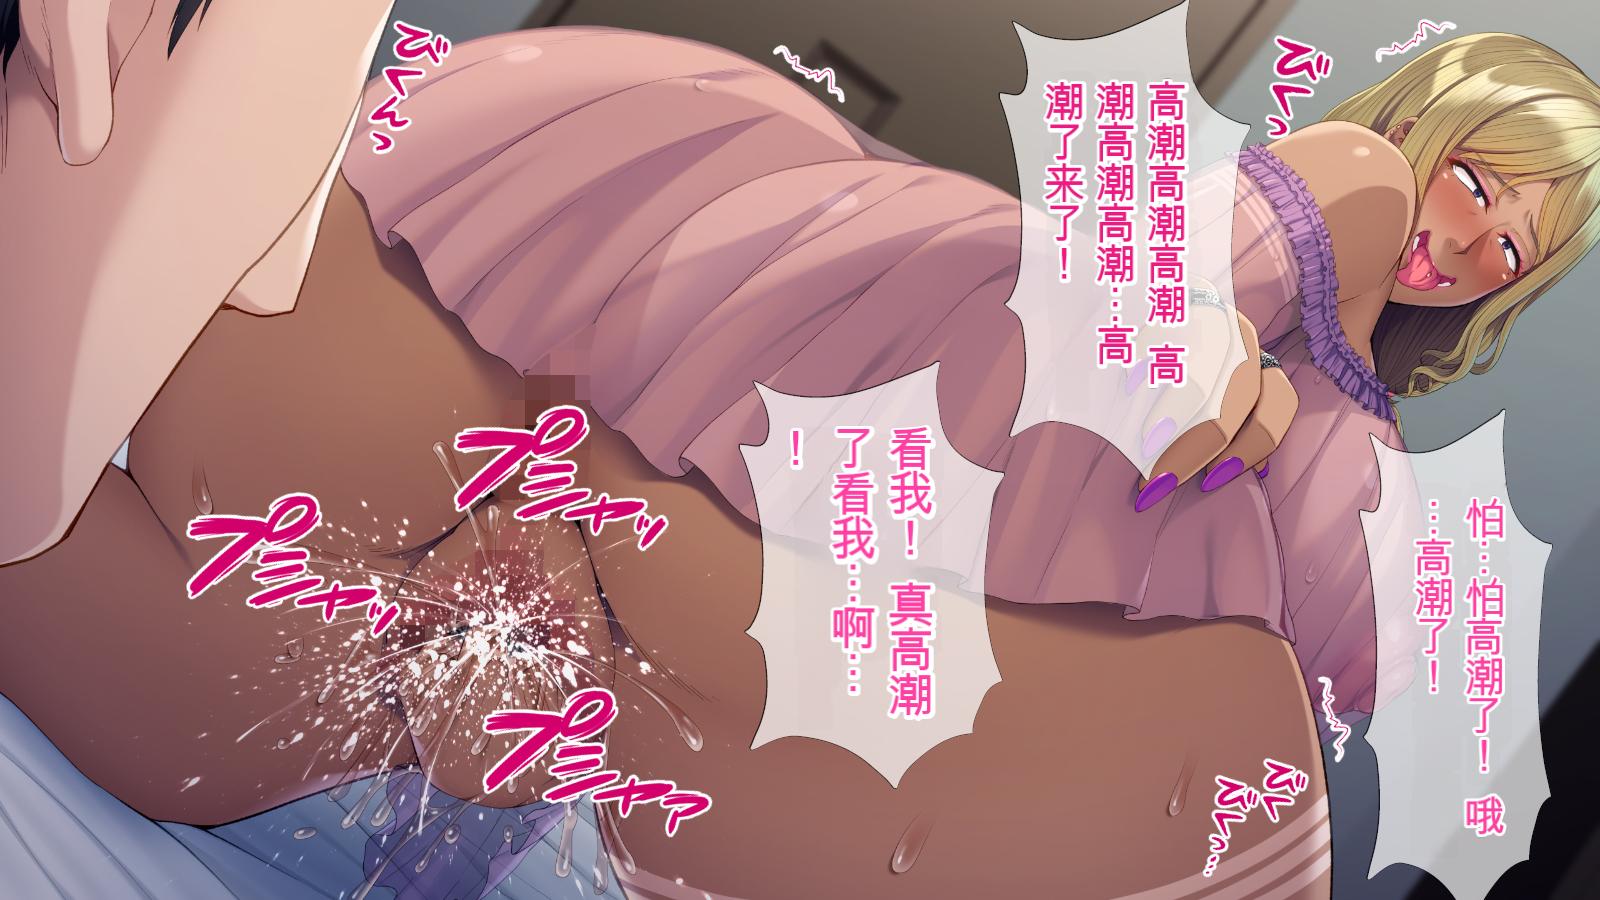 びくっ
高潮高潮高潮 高
潮高潮高潮…高
潮了来了！
怕…怕高潮了！ 哦
…高潮了！
看我！ 真高潮
了看我…啊…
！
びくんっ
プシャッ
プシャッ
プシャァ
びく
びくっ…